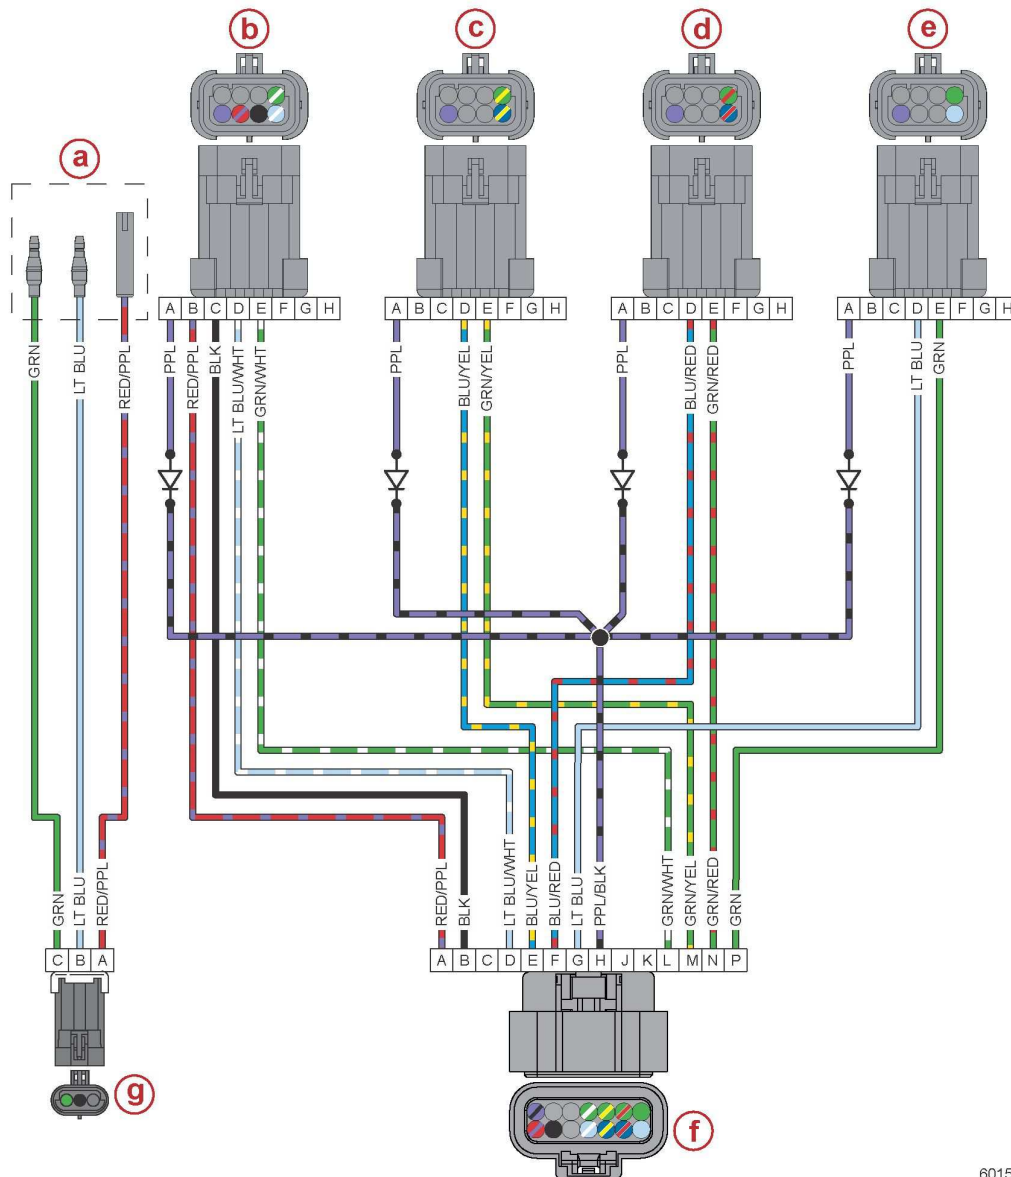 b c d e
a
A B C D E F G H
A B C D E F G H
A B C D E F G H
A B C D E F G H
GRN
LT BLU
RED/PPL
PPL
RED/PPL
BLK
LT BLU/WHT
GRN/WHT
PPL
BLU/YEL
GRN/YEL
PPL
BLU/RED
GRN/RED
PPL
LT BLU
GRN
GRN
LT BLU
RED/PPL
RED/PPL
BLK
LT BLU/WHT
BLU/YEL
BLU/RED
LT BLU
PPL/BLK
GRN/WHT
GRN/YEL
GRN/RED
GRN
C B A
A B C D E F G H J K L M N P
g
f
6015